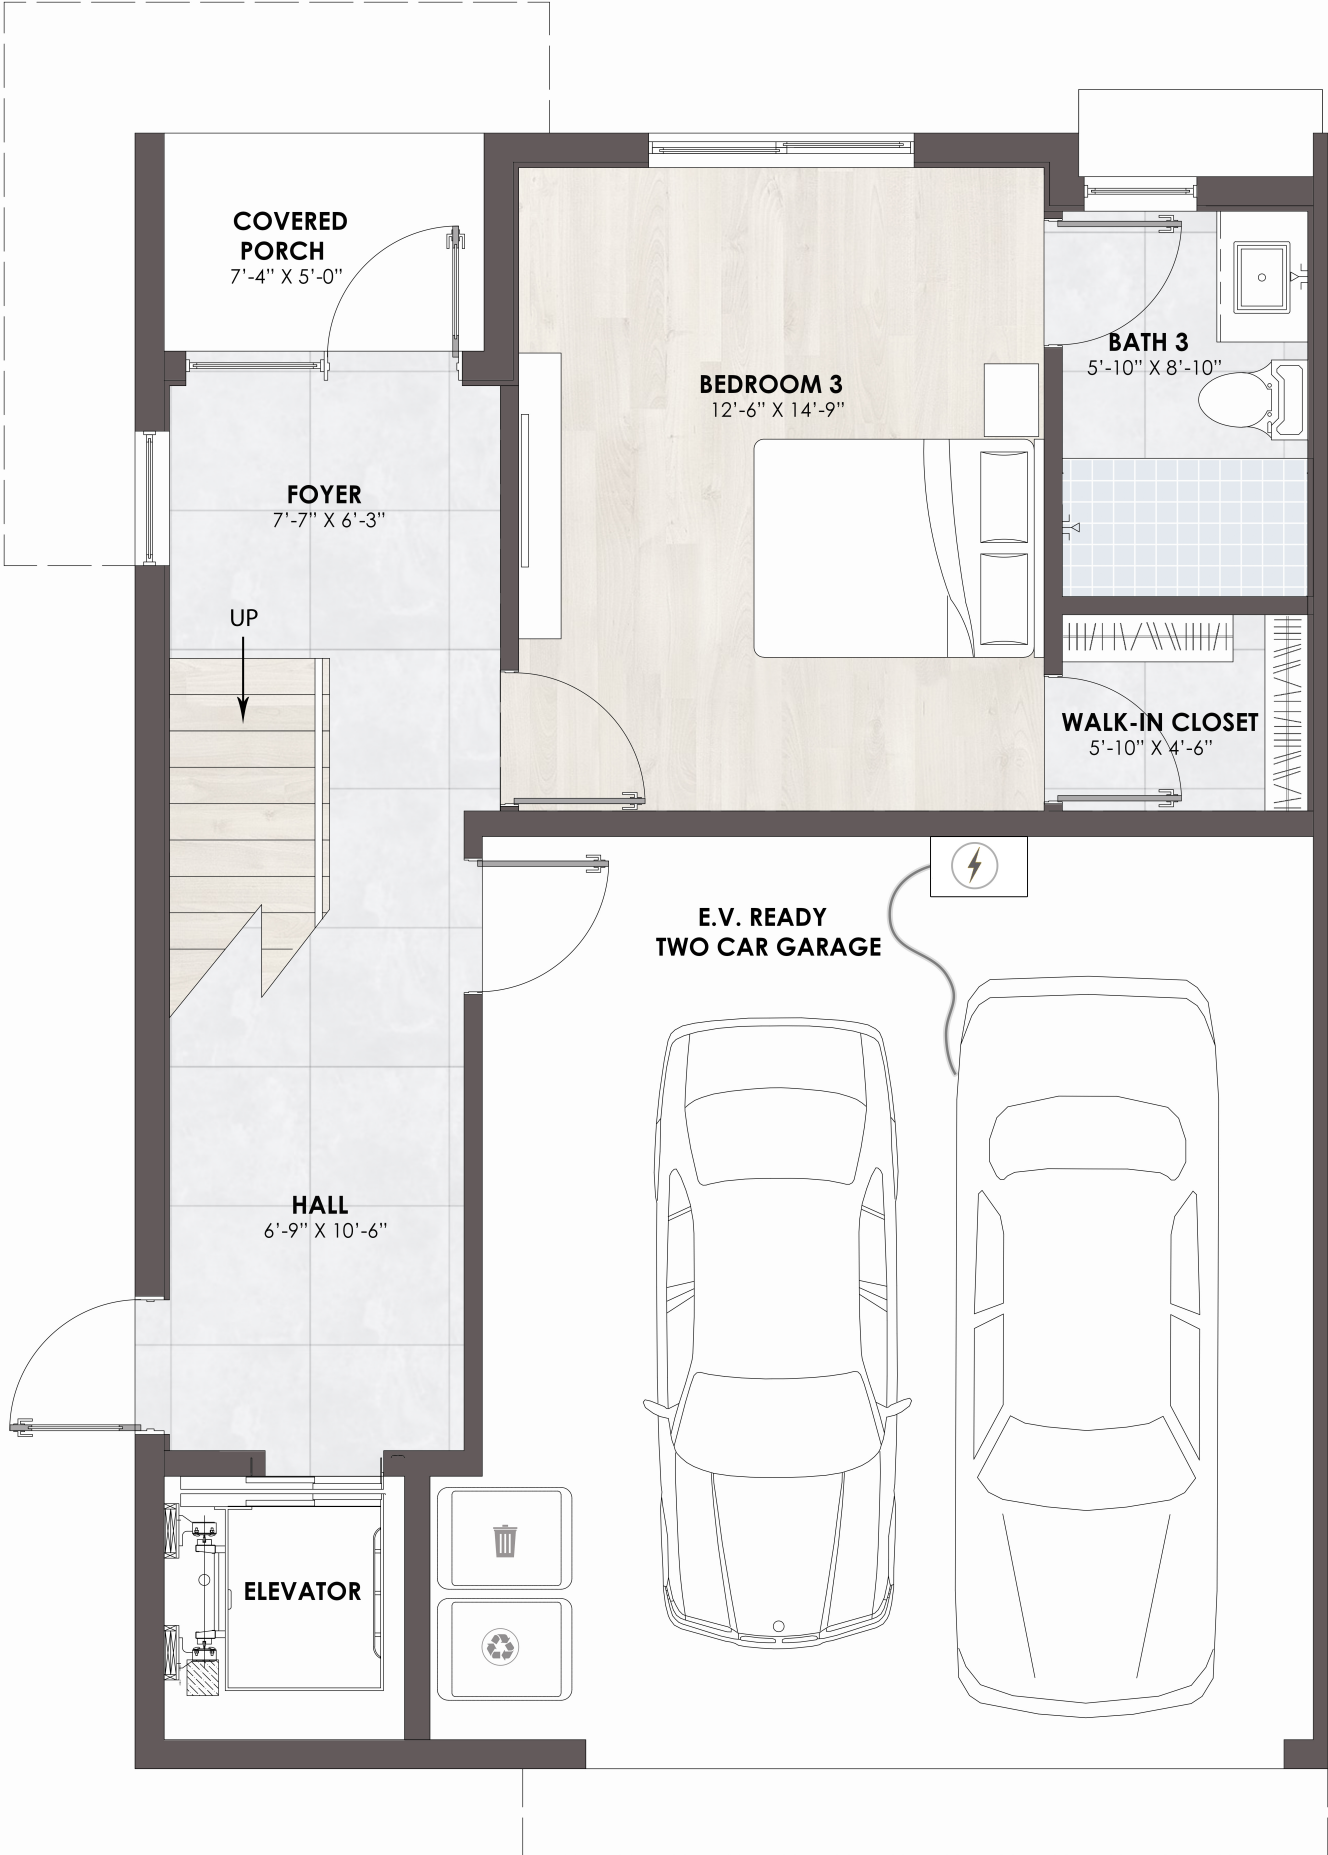 COVERED
PORCH
7'-4" X 5'-0"
BATH 3
5'-10" X 8'-10"
BEDROOM 3
12'-6" X 14'-9"
FOYER
7'-7" X 6'-3"
UP
WALK-IN CLOSET
5'-10" X 4'-6"
E.V. READY
TWO CAR GARAGE
HALL
6'-9" X 10'-6"
ELEVATOR